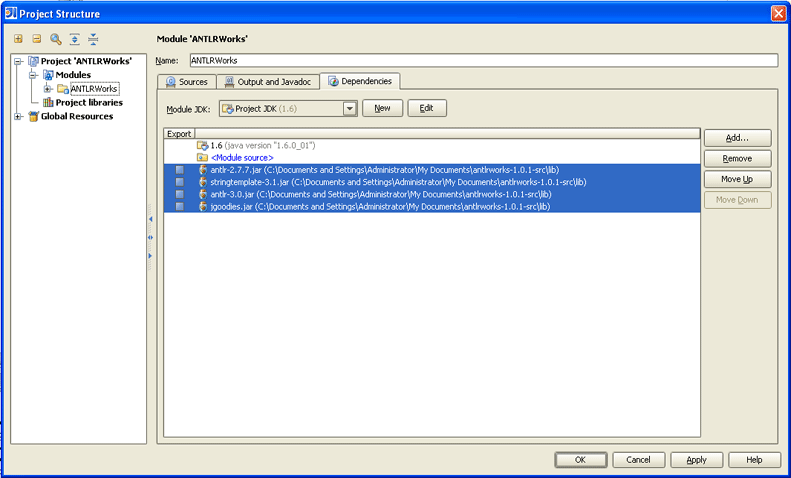 Project Structure
Project 'ANTLRWorks'
Modules
ANTLRWorks
Project libraries
Global Resources
Module 'ANTLRWorks'
Name: ANTLRWorks
Sources Output and Javadoc Dependencies
Module JDK: Project JDK (1.6) New Edit
Export
1.6 (java version "1.6.0_01")
<Module source>
antlr-2.7.7.jar (C:\Documents and Settings\Administrator\My Documents\antlrworks-1.0.1-src\lib)
stringtemplate-3.1.jar (C:\Documents and Settings\Administrator\My Documents\antlrworks-1.0.1-src\lib)
antlr-3.0.jar (C:\Documents and Settings\Administrator\My Documents\antlrworks-1.0.1-src\lib)
jgoodies.jar (C:\Documents and Settings\Administrator\My Documents\antlrworks-1.0.1-src\lib)
Add...
Remove
Move Up
Move Down
OK Cancel Apply Help